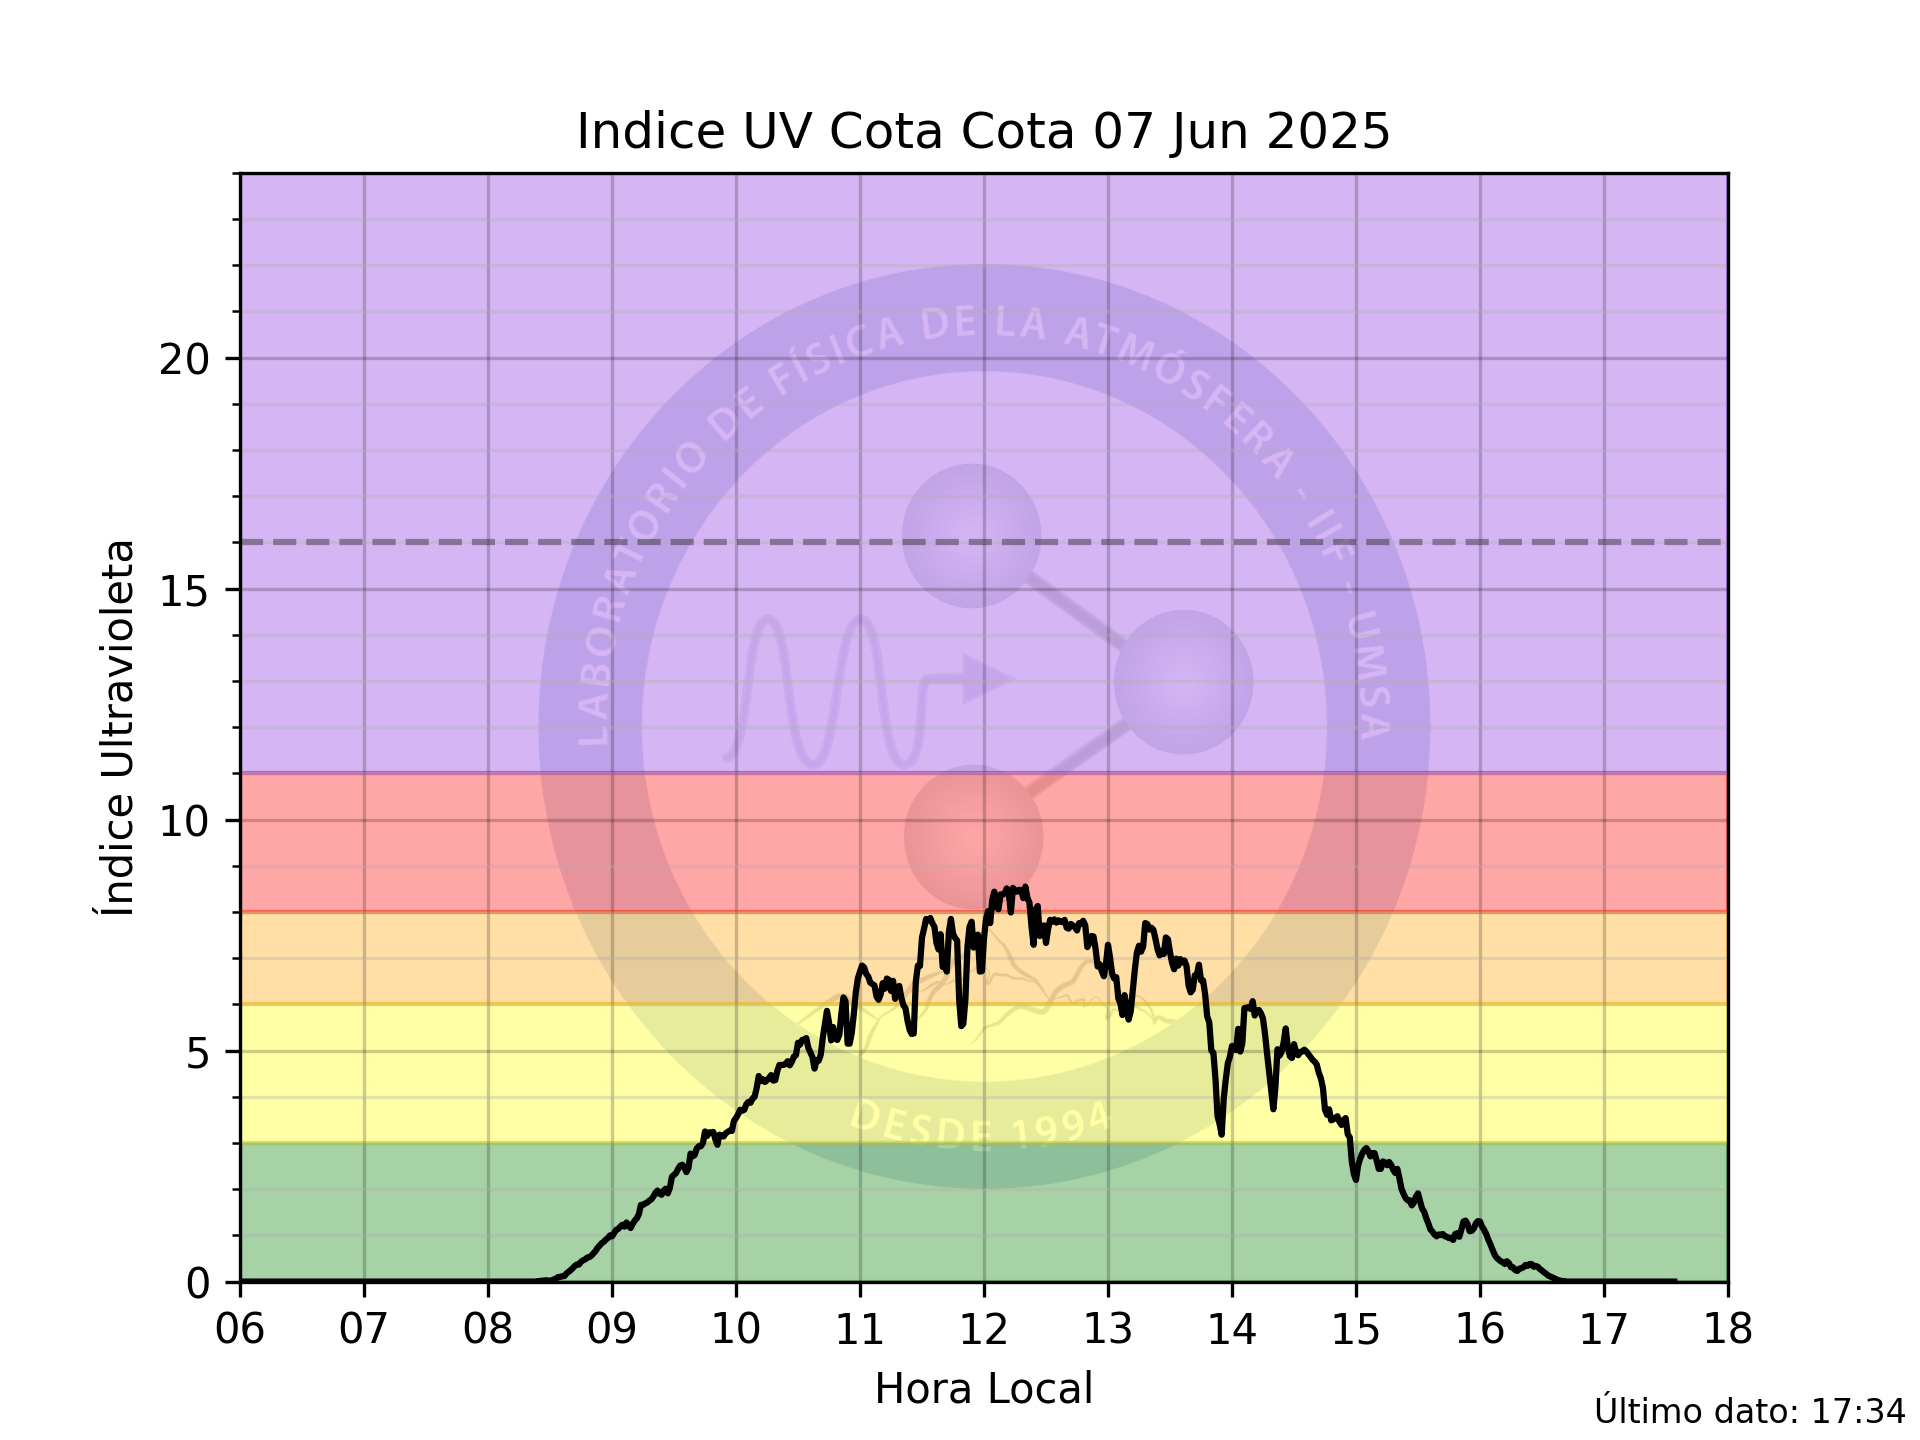 Indice UV Cota Cota 07 Jun 2025
Índice Ultravioleta
20
15
10
5
0
LABORATORIO DE FÍSICA DE LA ATMÓSFERA - IIF - UMSA
DESDE 1994
06 07 08 09 10 11 12 13 14 15 16 17 18
Hora Local
Último dato: 17:34